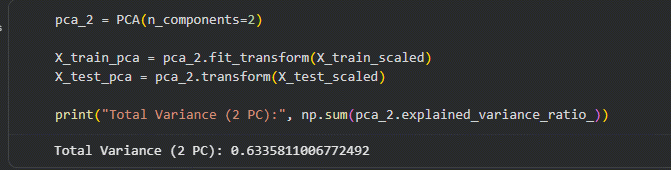 pca_2 = PCA(n_components=2)
X_train_pca = pca_2.fit_transform(X_train_scaled)
X_test_pca = pca_2.transform(X_test_scaled)
print("Total Variance (2 PC):", np.sum(pca_2.explained_variance_ratio_))
Total Variance (2 PC): 0.6335811006772492